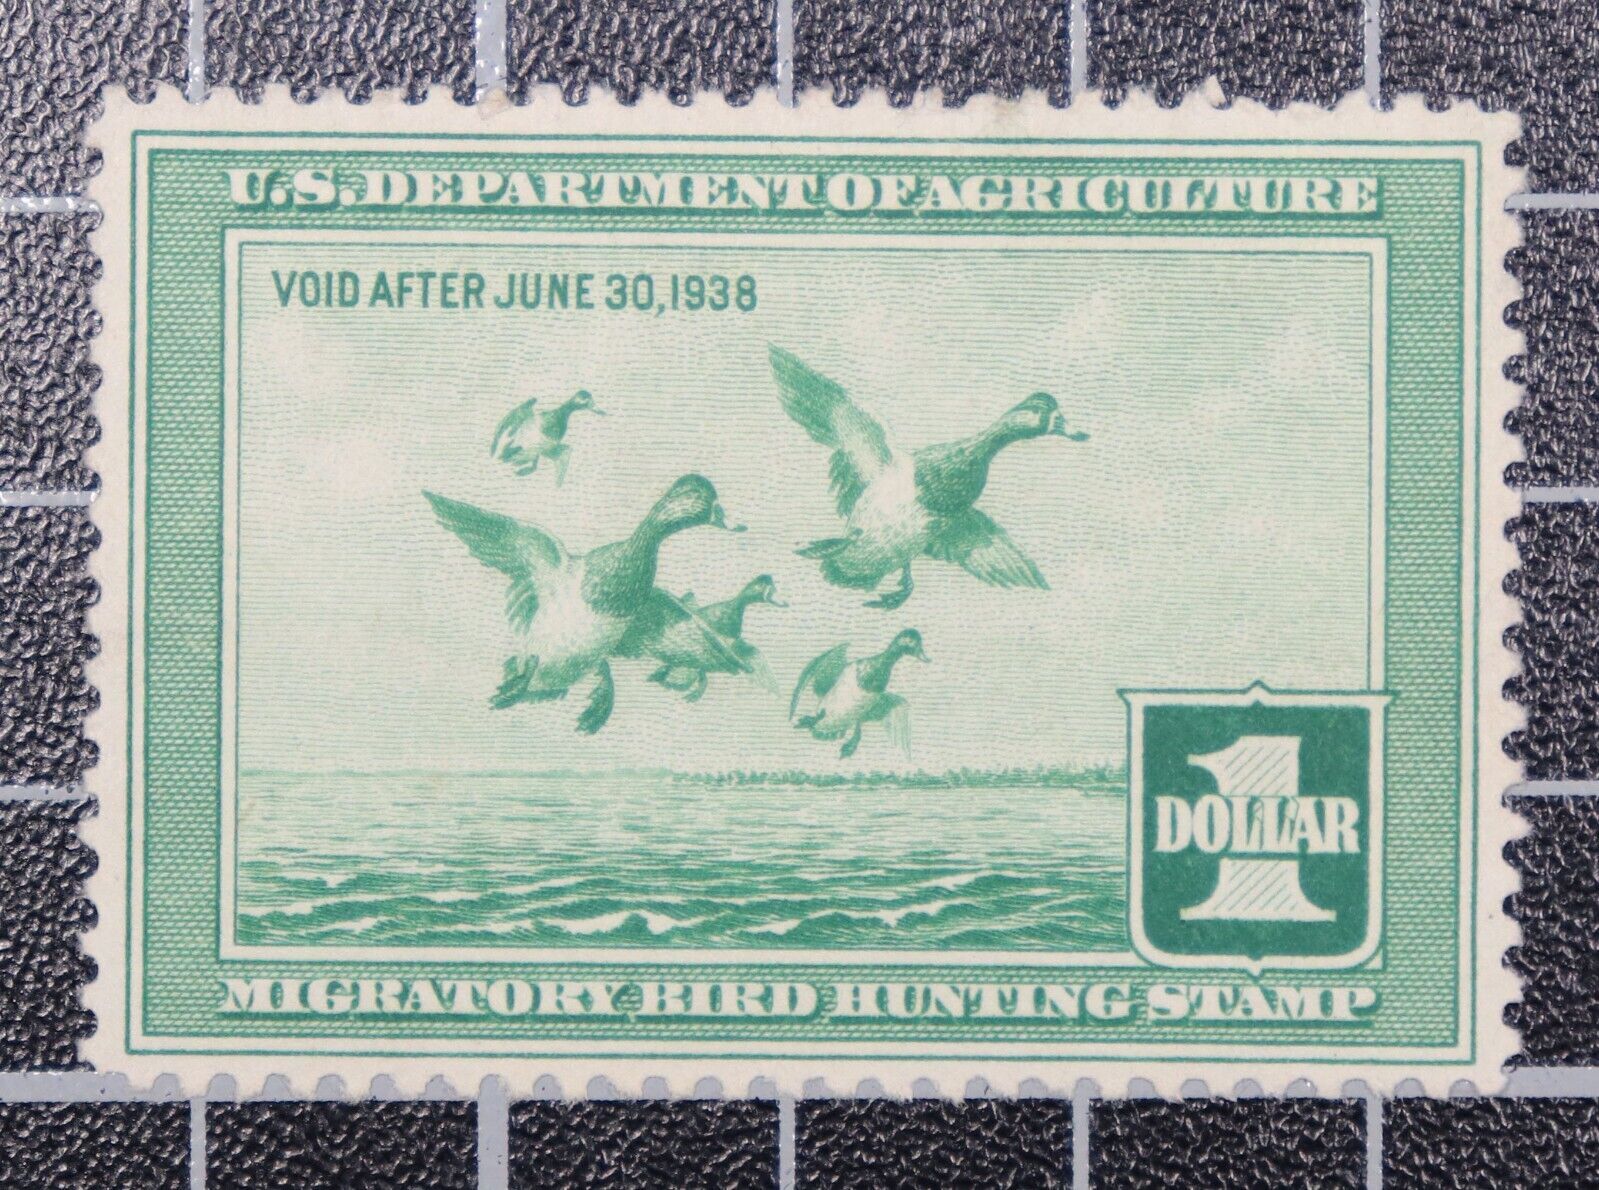 U.S. DEPARTMENT OF AGRICULTURE
VOID AFTER JUNE 30, 1938
1
DOLLAR
MIGRATORY BIRD HUNTING STAMP